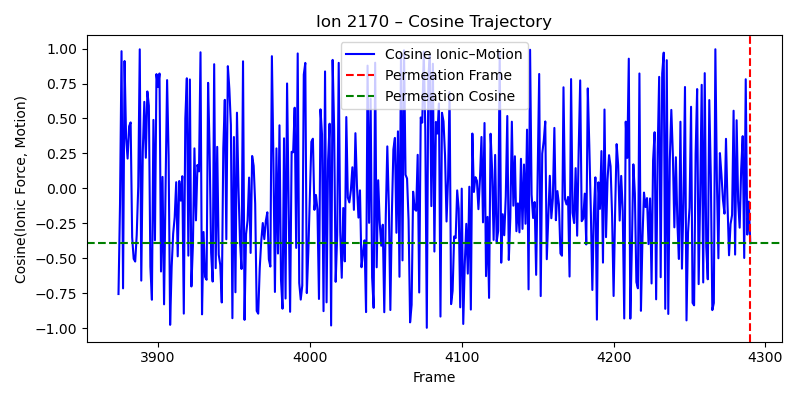 Ion 2170 – Cosine Trajectory
Cosine Ionic–Motion
Permeation Frame
Permeation Cosine
Cosine(Ionic Force, Motion)
1.00
0.75
0.50
0.25
0.00
−0.25
−0.50
−0.75
−1.00
3900 4000 4100 4200 4300
Frame